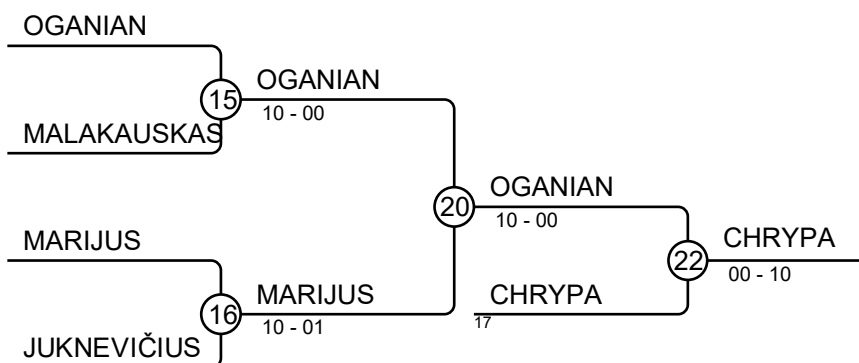 OGANIAN
15
OGANIAN
10 - 00
MALAKAUSKAS
20
OGANIAN
10 - 00
MARIJUS
22
CHRYPA
00 - 10
16
MARIJUS
10 - 01
CHRYPA
17
JUKNEVIČIUS